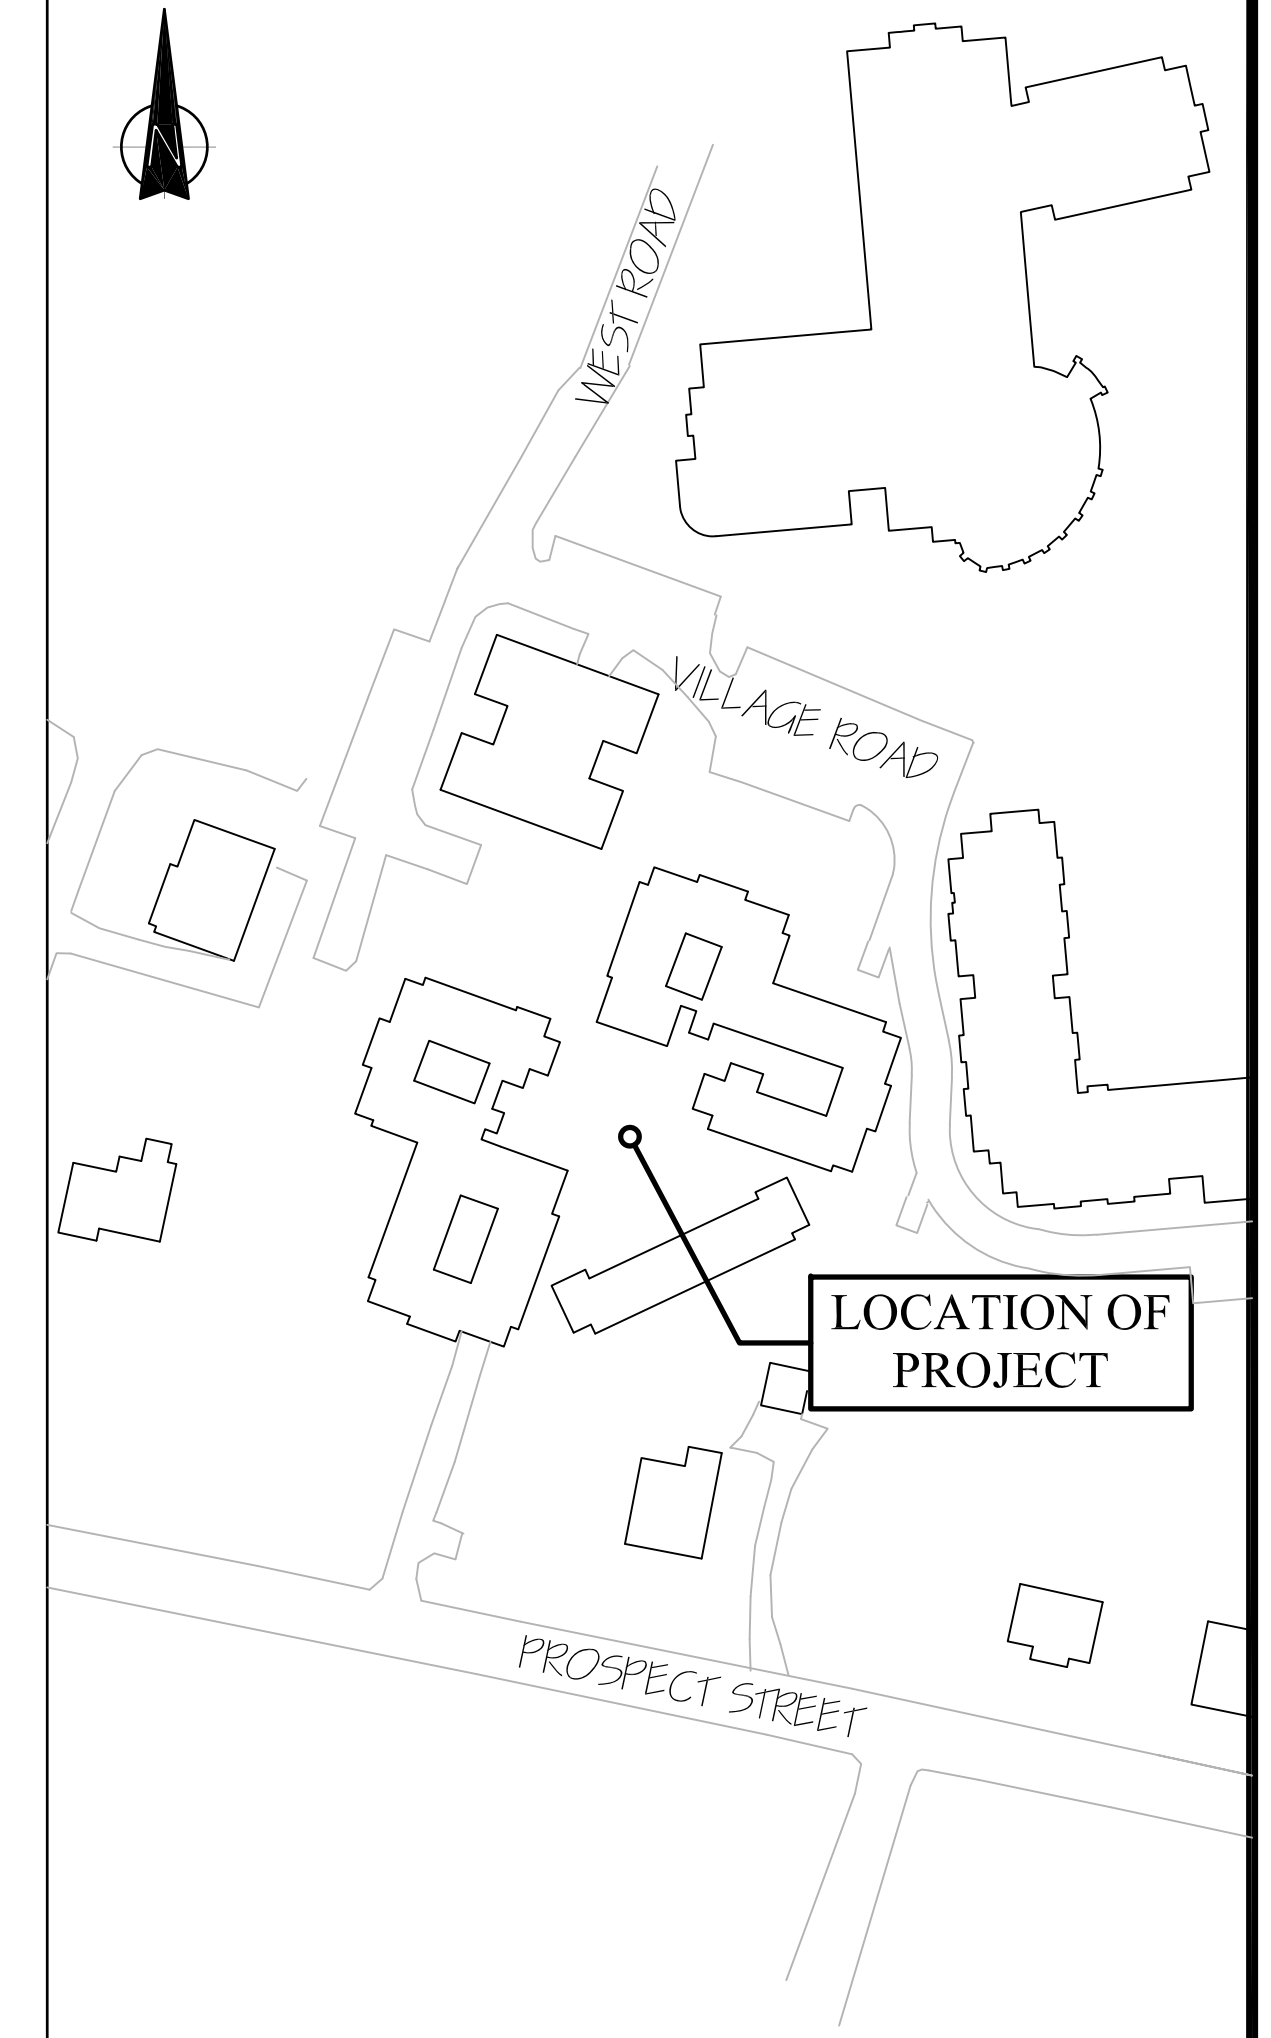 N
WEST ROAD
VILLAGE ROAD
LOCATION OF
PROJECT
PROSPECT STREET